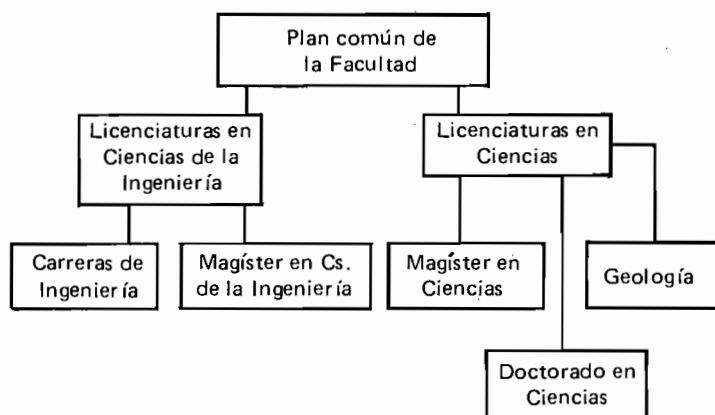 Plan común de
la Facultad
Licenciaturas en
Ciencias de la
Ingeniería
Licenciaturas en
Ciencias
Carreras de
Ingeniería
Magíster en Cs.
de la Ingeniería
Magíster en
Ciencias
Geología
Doctorado en
Ciencias